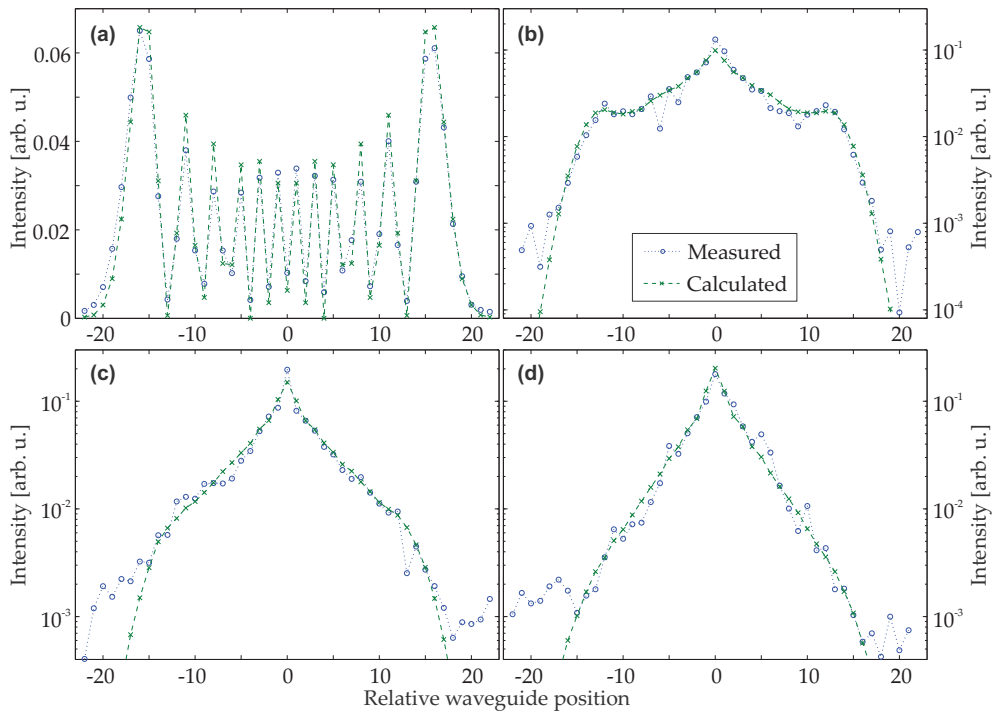 (a)
0.06
0.04
0.02
0
Intensity [arb. u.]
-20 -10 0 10 20
(b)
10^-1
10^-2
10^-3
10^-4
Intensity [arb. u.]
Measured
Calculated
-20 -10 0 10 20
(c)
10^-1
10^-2
10^-3
Intensity [arb. u.]
-20 -10 0 10 20
(d)
10^-1
10^-2
10^-3
Intensity [arb. u.]
-20 -10 0 10 20
Relative waveguide position